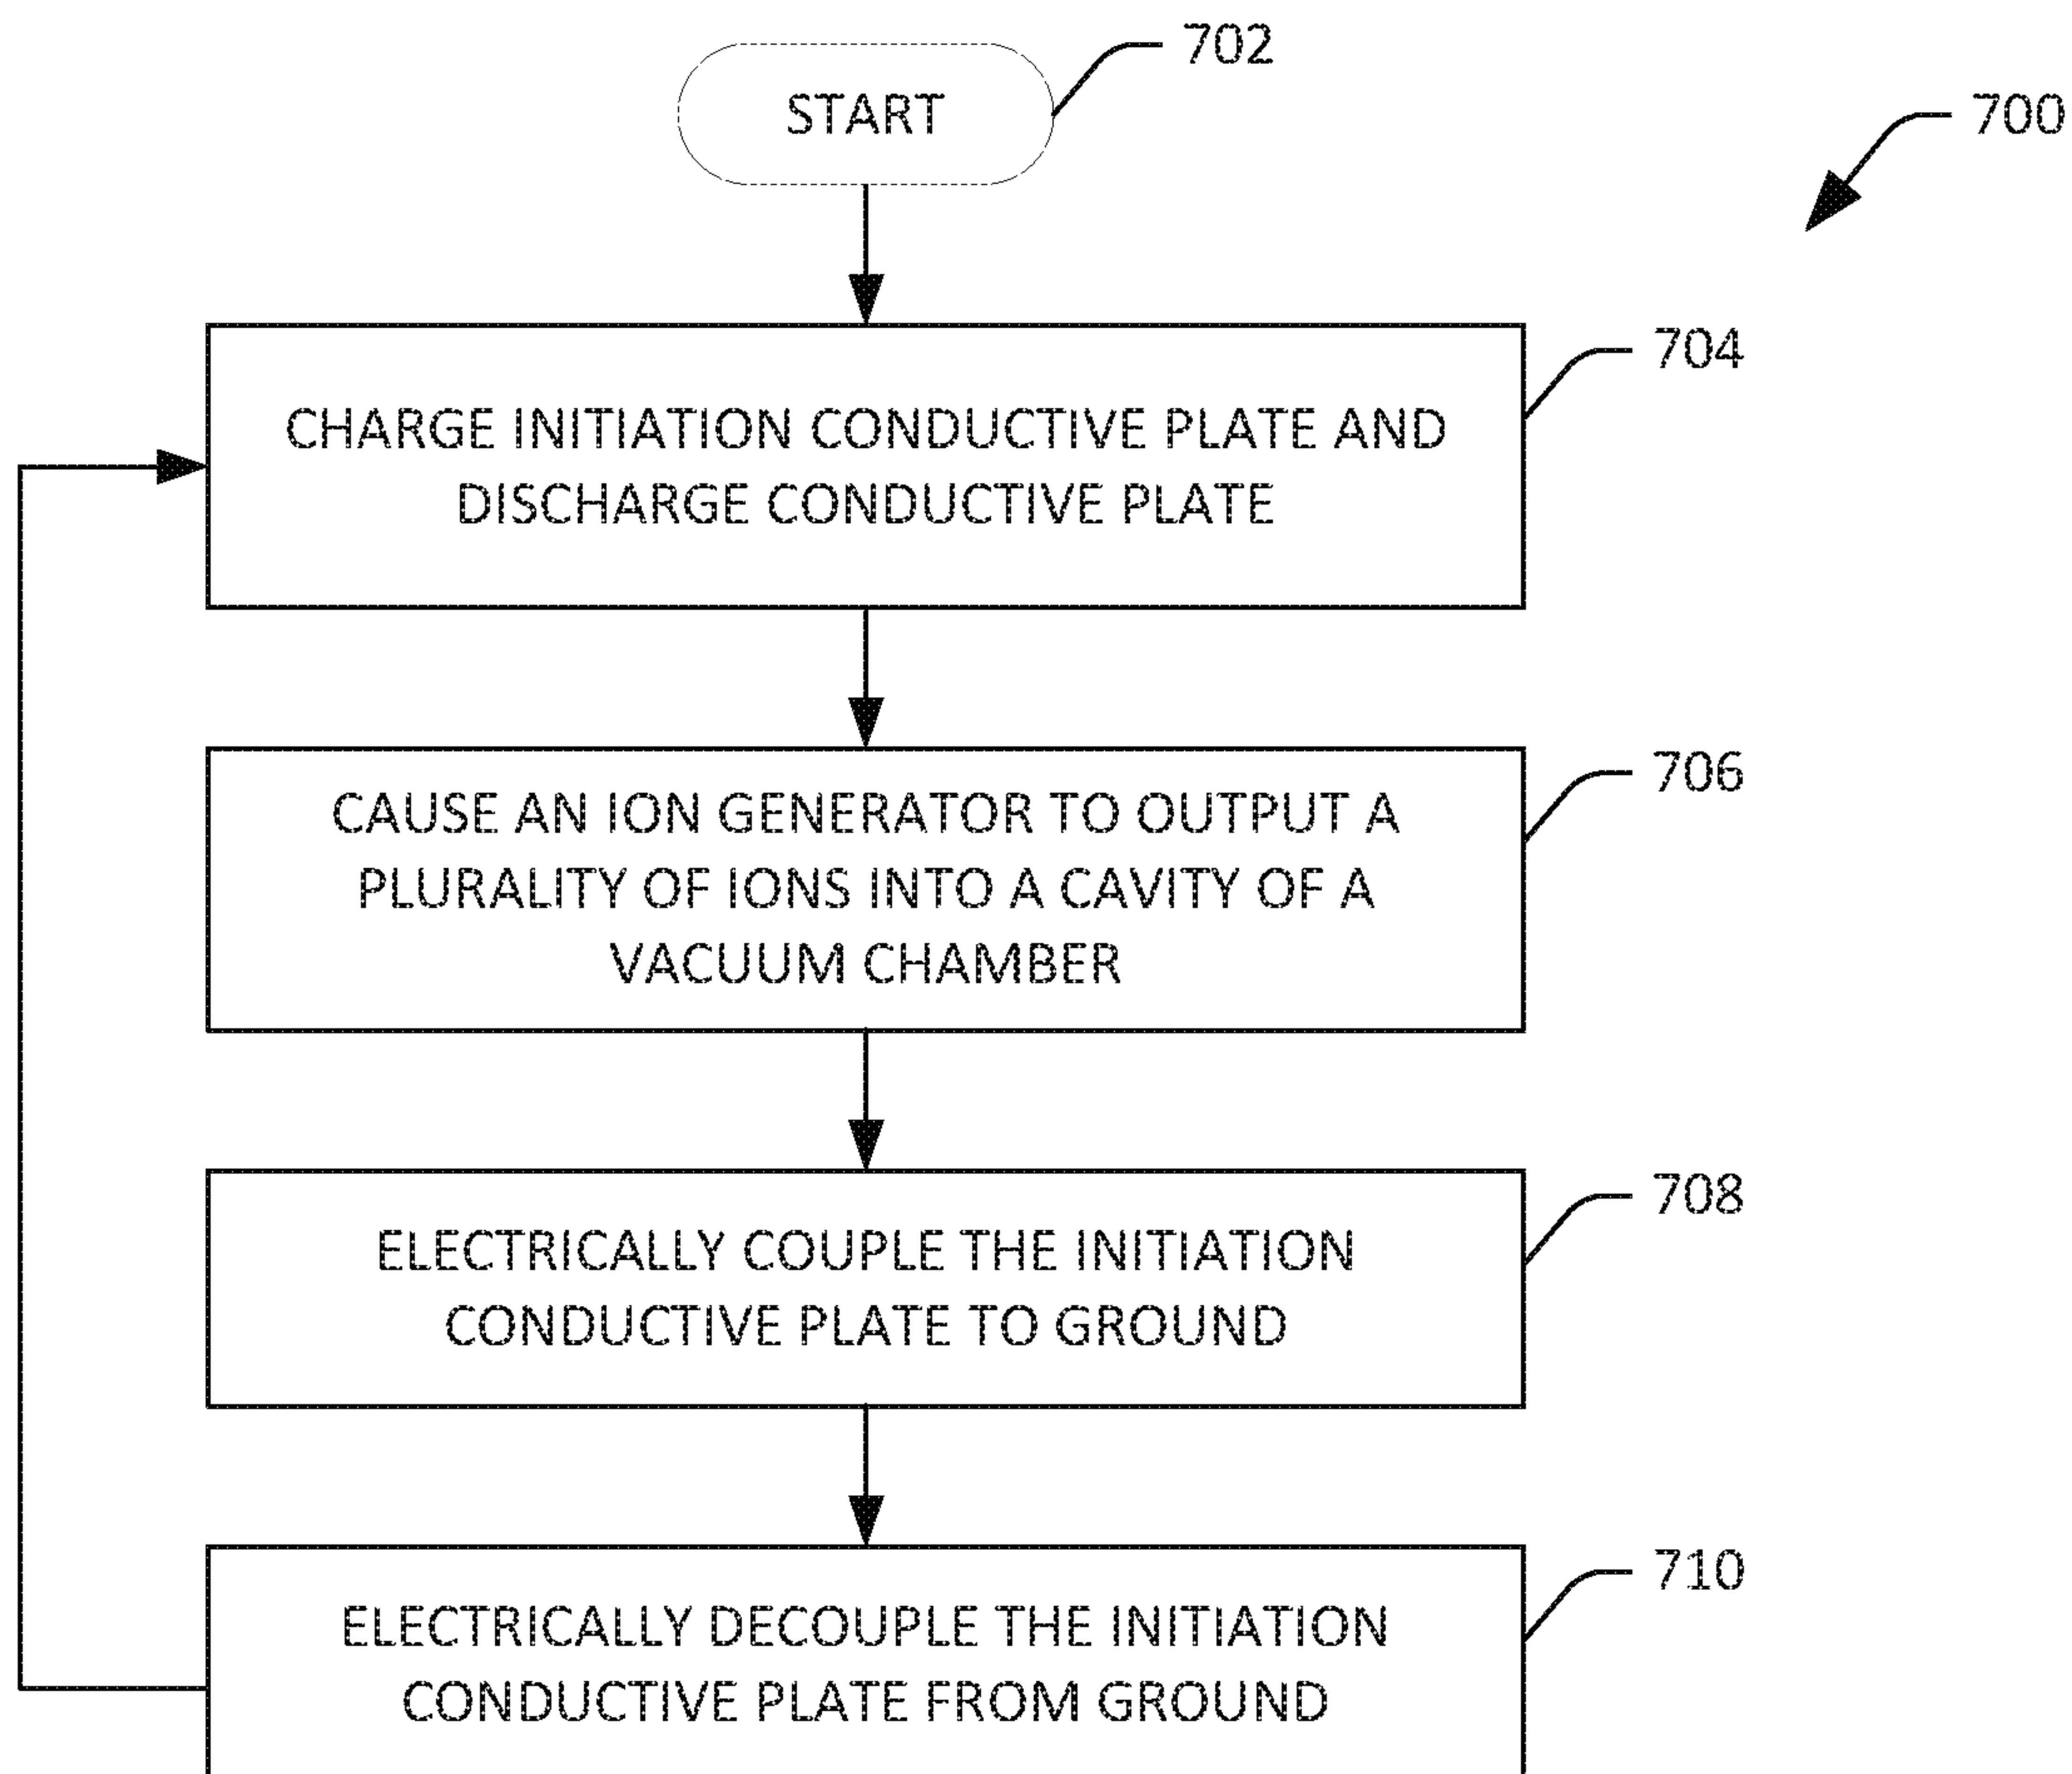 702
START
700
704
CHARGE INITIATION CONDUCTIVE PLATE AND
DISCHARGE CONDUCTIVE PLATE
706
CAUSE AN ION GENERATOR TO OUTPUT A
PLURALITY OF IONS INTO A CAVITY OF A
VACUUM CHAMBER
708
ELECTRICALLY COUPLE THE INITIATION
CONDUCTIVE PLATE TO GROUND
710
ELECTRICALLY DECOUPLE THE INITIATION
CONDUCTIVE PLATE FROM GROUND